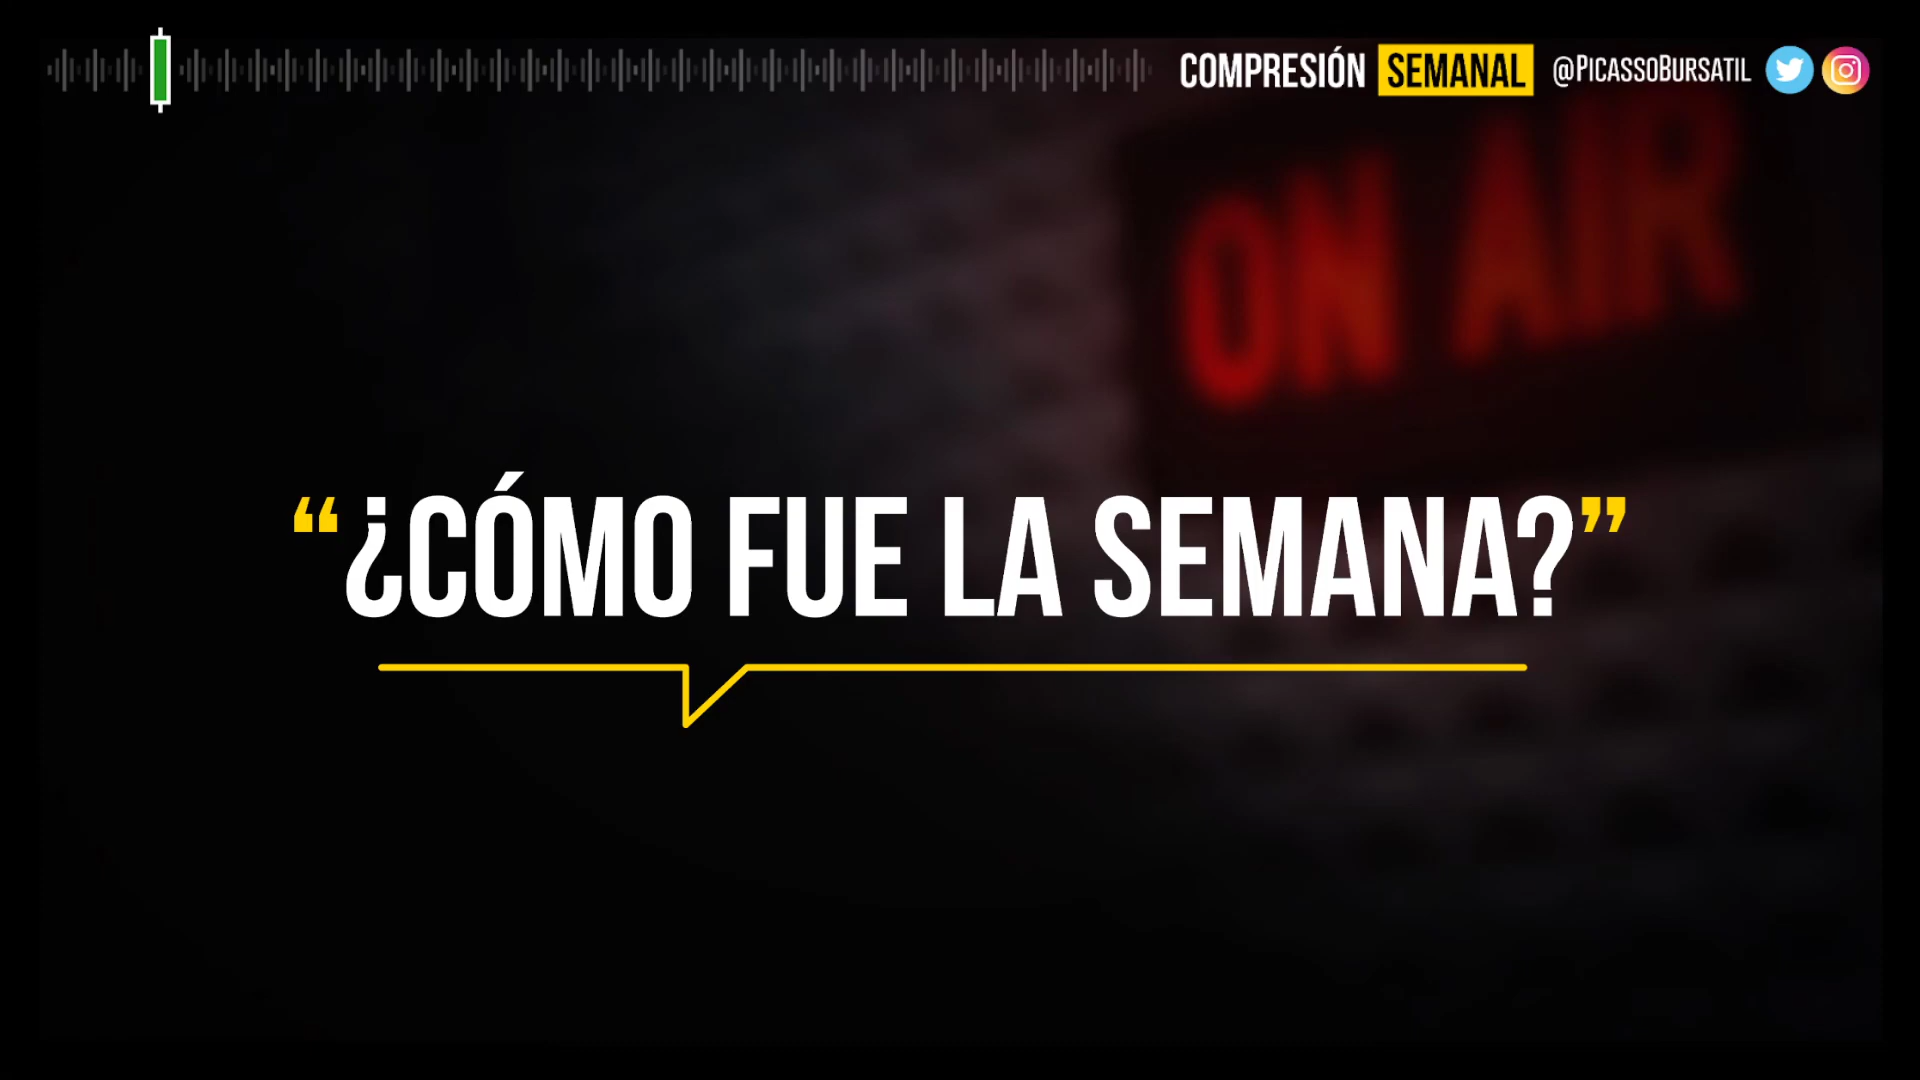 COMPRESIÓN SEMANAL @PICASSOBURSATIL
ON AIR
“¿CÓMO FUE LA SEMANA?”